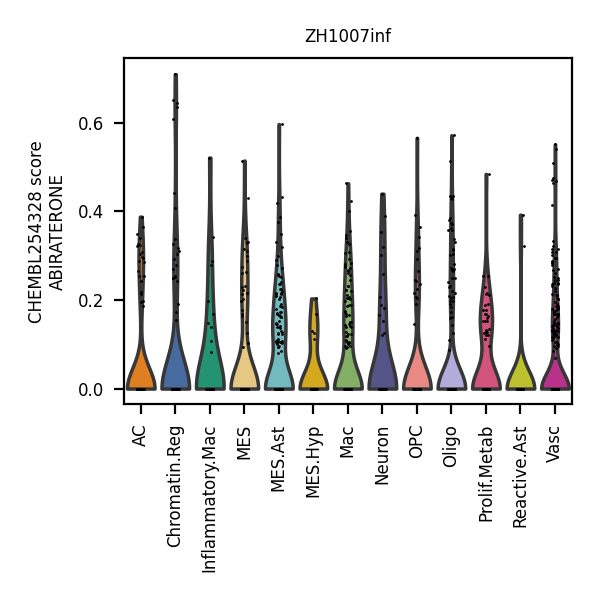 ZH1007inf
CHEMBL254328 score
ABIRATERONE
0.6
0.4
0.2
0.0
AC
Chromatin.Reg
Inflammatory.Mac
MES
MES.Ast
MES.Hyp
Mac
Neuron
OPC
Oligo
Prolif.Metab
Reactive.Ast
Vasc